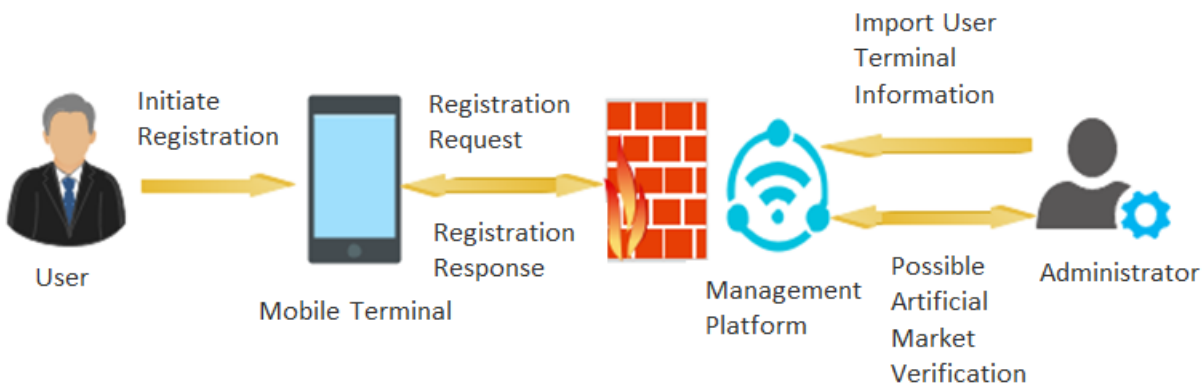 Initiate
Registration
Registration
Request
Import User
Terminal
Information
Registration
Response
User
Mobile Terminal
Management
Platform
Possible
Artificial
Market
Verification
Administrator